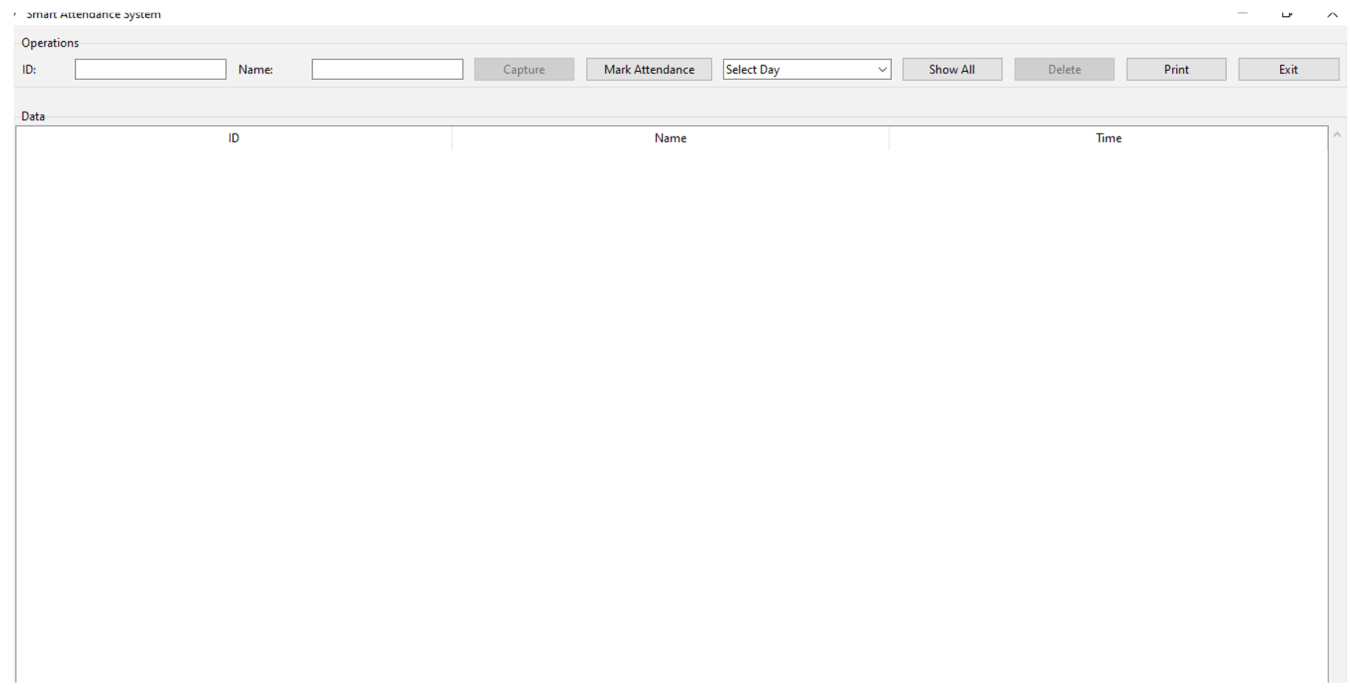 Smart Attendance System
Operations
ID: Name: Capture Mark Attendance Select Day Show All Delete Print Exit
Data
ID Name Time